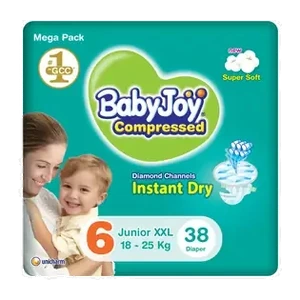 Mega Pack
1
GCC
new
Super Soft
BabyJoy
Compressed
Diamond Channels
Instant Dry
6
Junior XXL
18 - 25 Kg
38
Diaper
unicharm